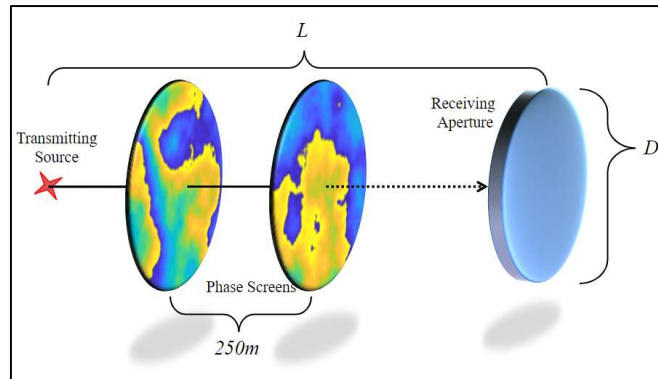 L
Transmitting
Source
Receiving
Aperture
D
Phase Screens
250m